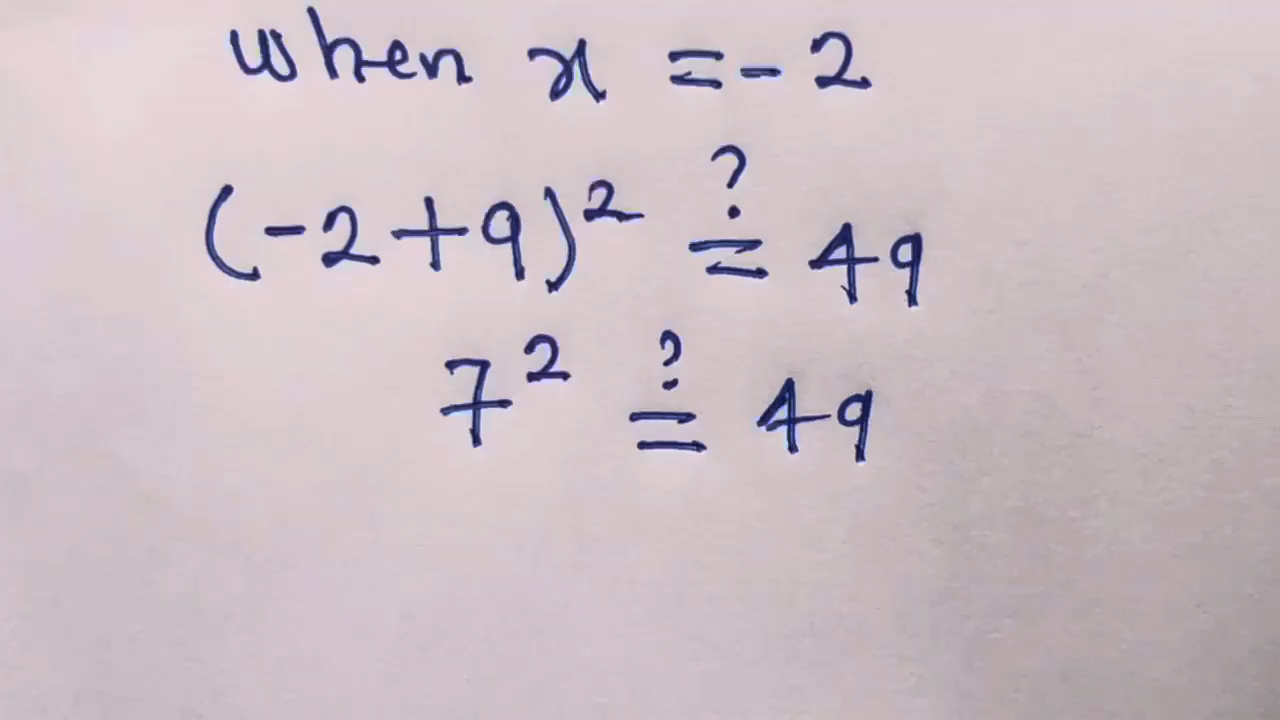 when x = -2
(-2+9)² ≟ 49
7² ≟ 49